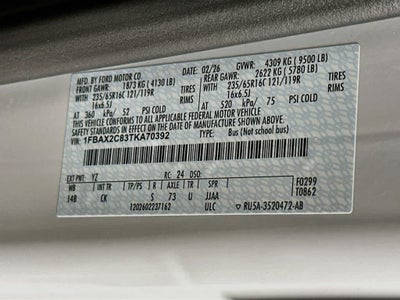 MFD. BY FORD MOTOR CO. 02/26 GVWR: 4309 KG ( 9500 LB)
FRONT GAWR: 1873 KG ( 4130 LB) REAR GAWR: 2622 KG ( 5780 LB)
235/65R16C 121/119R TIRES 235/65R16C 121/119R TIRES
16x6.5J RIMS 16x6.5J RIMS
AT 360 kPa/ 52 PSI COLD AT 520 kPa/ 75 PSI COLD
THIS VEHICLE CONFORMS TO ALL APPLICABLE FEDERAL MOTOR VEHICLE
SAFETY STANDARDS IN EFFECT ON THE DATE OF MANUFACTURE SHOWN ABOVE.
VIN: 1FBAX2C83TKA70392
TYPE: Bus (Not school bus)
F0299
T0862
EXT PNT: YZ RC: 24 DSO:
WB BRK INT TR TP/PS R AXLE TR SPR
148 CK S 73 U JJAA
1202602237162 ULC RU5A-3520472-AB